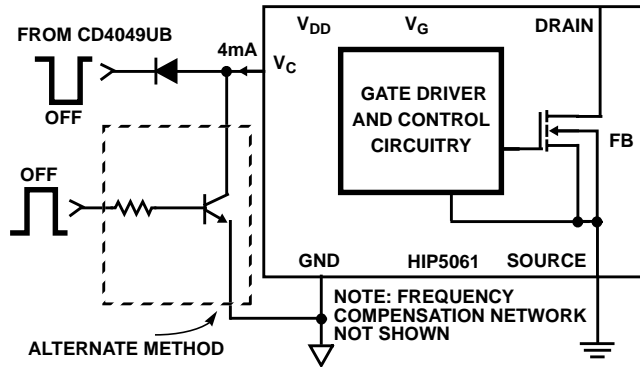 FROM CD4049UB
OFF
4mA
VC
VDD
VG
DRAIN
GATE DRIVER
AND CONTROL
CIRCUITRY
FB
OFF
GND
HIP5061
SOURCE
NOTE: FREQUENCY
COMPENSATION NETWORK
NOT SHOWN
ALTERNATE METHOD